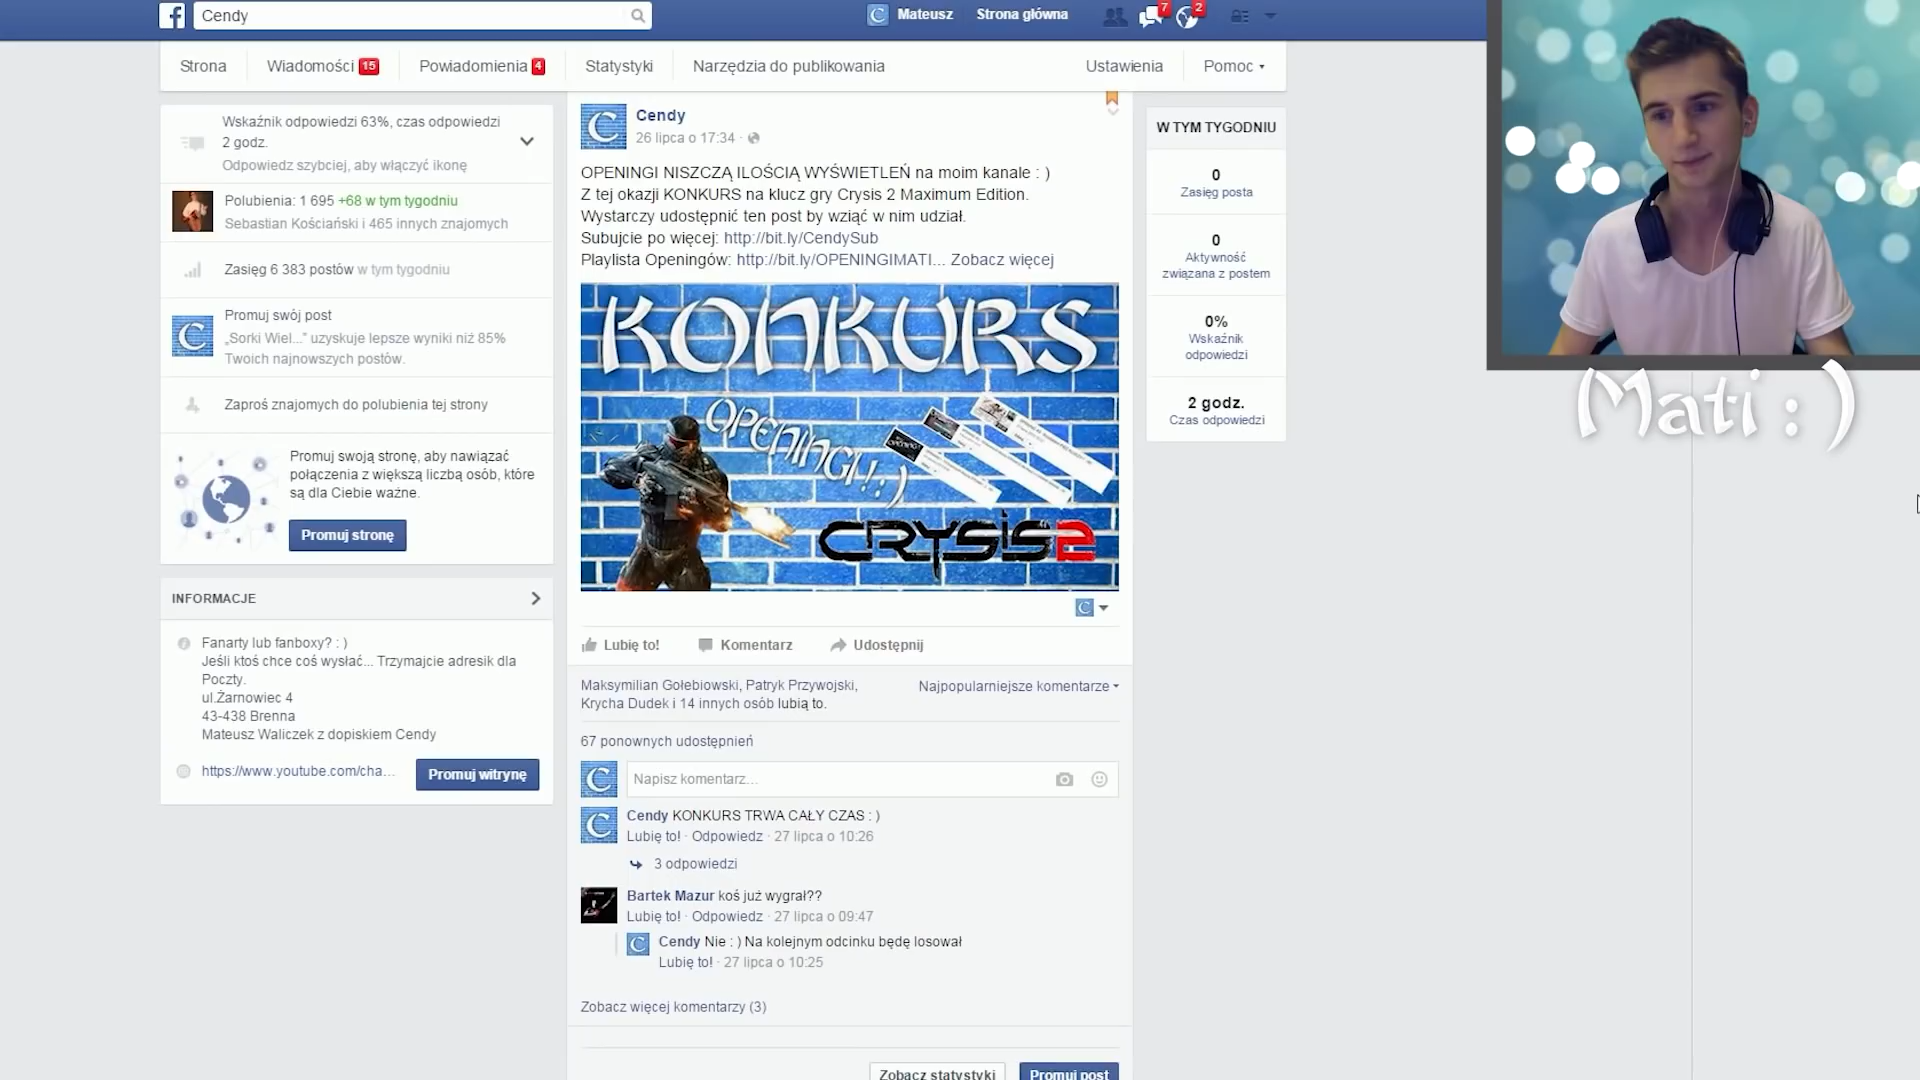 Cendy
Mateusz
Strona główna
7
2
Strona
Wiadomości 15
Powiadomienia 4
Statystyki
Narzędzia do publikowania
Ustawienia
Pomoc
Wskaźnik odpowiedzi 63%, czas odpowiedzi
2 godz.
Odpowiedz szybciej, aby włączyć ikonę
Polubienia: 1 695 +68 w tym tygodniu
Sebastian Kościański i 465 innych znajomych
Zasięg 6 383 postów w tym tygodniu
Promuj swój post
„Sorki Wiel..." uzyskuje lepsze wyniki niż 85%
Twoich najnowszych postów.
Zaproś znajomych do polubienia tej strony
Promuj swoją stronę, aby nawiązać
połączenia z większą liczbą osób, które
są dla Ciebie ważne.
Promuj stronę
INFORMACJE
Fanarty lub fanboxy? : )
Jeśli ktoś chce coś wysłać... Trzymajcie adresik dla
Poczty.
ul.Żarnowiec 4
43-438 Brenna
Mateusz Waliczek z dopiskiem Cendy
https://www.youtube.com/cha...
Promuj witrynę
Cendy
26 lipca o 17:34 ·
OPENINGI NISZCZĄ ILOŚCIĄ WYŚWIETLEŃ na moim kanale : )
Z tej okazji KONKURS na klucz gry Crysis 2 Maximum Edition.
Wystarczy udostępnić ten post by wziąć w nim udział.
Subujcie po więcej: http://bit.ly/CendySub
Playlista Openingów: http://bit.ly/OPENINGIMATI... Zobacz więcej
KONKURS
OPENINGI!:)
CRYSIS 2
Lubię to!
Komentarz
Udostępnij
Maksymilian Gołebiowski, Patryk Przywojski,
Krycha Dudek i 14 innych osób lubią to.
Najpopularniejsze komentarze
67 ponownych udostępnień
Napisz komentarz...
Cendy KONKURS TRWA CAŁY CZAS : )
Lubię to! · Odpowiedz · 27 lipca o 10:26
3 odpowiedzi
Bartek Mazur koś już wygrał??
Lubię to! · Odpowiedz · 27 lipca o 09:47
Cendy Nie : ) Na kolejnym odcinku będę losował
Lubię to! · 27 lipca o 10:25
Zobacz więcej komentarzy (3)
Zobacz statystyki
Promuj post
W TYM TYGODNIU
0
Zasięg posta
0
Aktywność
związana z postem
0%
Wskaźnik
odpowiedzi
2 godz.
Czas odpowiedzi
Mati : )